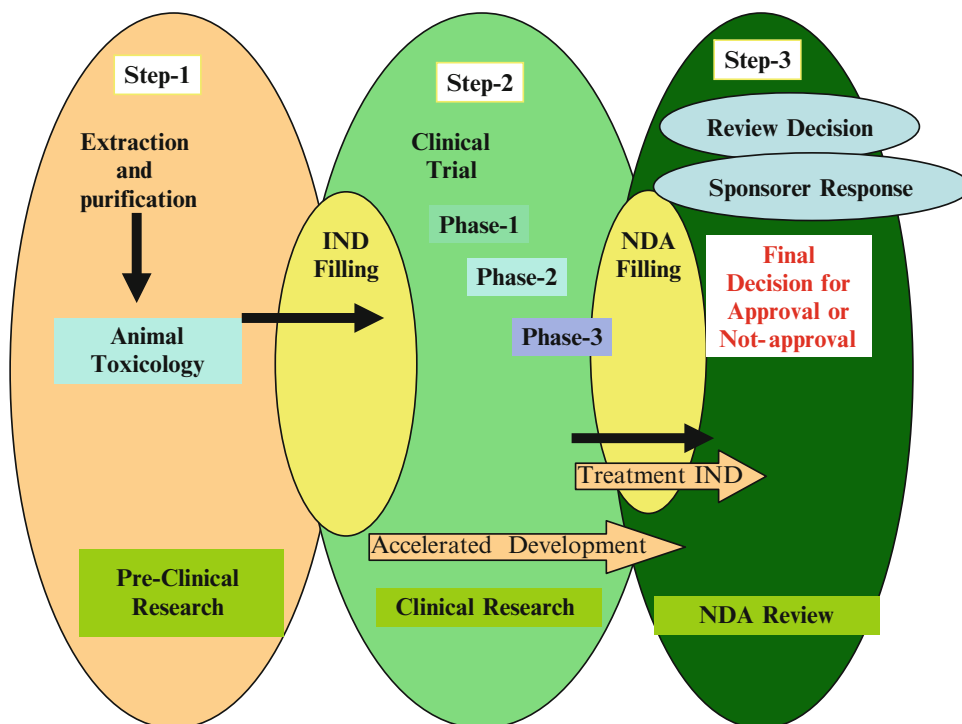 Step-1
Extraction
and
purification
Animal
Toxicology
Pre-Clinical
Research
IND
Filling
Step-2
Clinical
Trial
Phase-1
Phase-2
Phase-3
Accelerated Development
Clinical Research
NDA
Filling
Treatment IND
Step-3
Review Decision
Sponsorer Response
Final
Decision for
Approval or
Not-approval
NDA Review